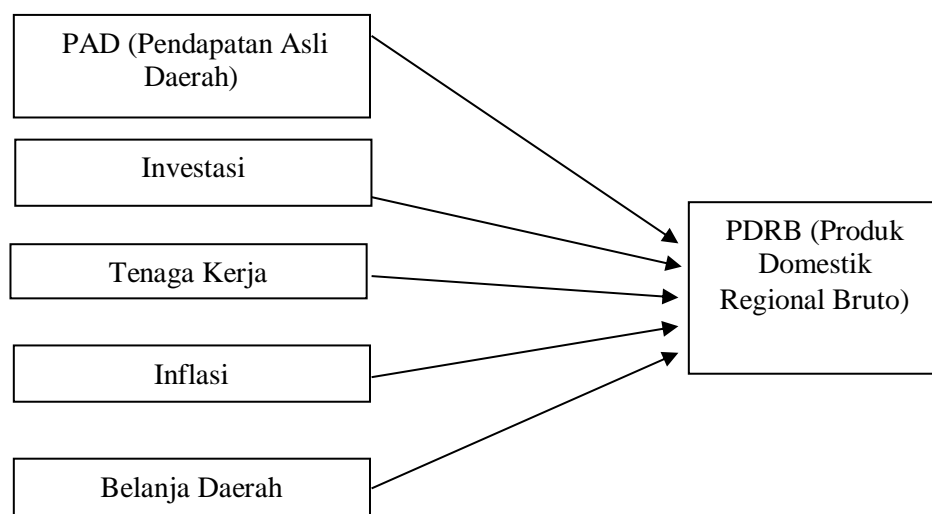 PAD (Pendapatan Asli
Daerah)
Investasi
Tenaga Kerja
Inflasi
Belanja Daerah
PDRB (Produk
Domestik
Regional Bruto)